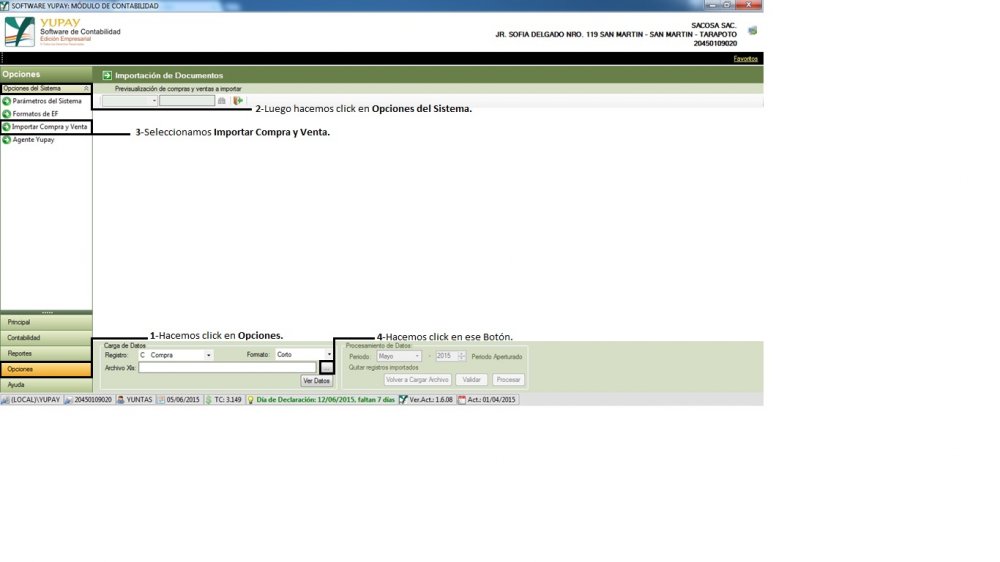 SOFTWARE YUPAY: MÓDULO DE CONTABILIDAD
YUPAY
Software de Contabilidad
Edición Empresarial
SACOSA SAC.
JR. SOFIA DELGADO NRO. 119 SAN MARTIN - SAN MARTIN - TARAPOTO
20450109020
Favoritos
Opciones
Importación de Documentos
Opciones del Sistema
Previsualización de compras y ventas a importar
Parámetros del Sistema
2-Luego hacemos click en Opciones del Sistema.
Formatos de EF
Importar Compra y Venta
3-Seleccionamos Importar Compra y Venta.
Agente Yupay
Principal
Contabilidad
1-Hacemos click en Opciones.
4-Hacemos click en ese Botón.
Reportes
Opciones
Ayuda
Carga de Datos
Registro: C Compra Formato: Corto
Archivo Xls: ...
Ver Datos
Procesamiento de Datos:
Periodo: Mayo - 2015 Periodo Aperturado
Quitar registros importados
Volver a Cargar Archivo Validar Procesar
(LOCAL)\YUPAY 20450109020 YUNTAS 05/06/2015 TC: 3.149 Día de Declaración: 12/06/2015, faltan 7 días Ver.Act.: 1.6.08 Act.: 01/04/2015